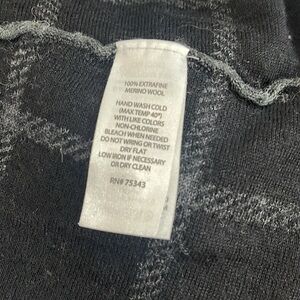 100% EXTRAFINE
MERINO WOOL
HAND WASH COLD
(MAX TEMP 40°)
WITH LIKE COLORS
NON-CHLORINE
BLEACH WHEN NEEDED
DO NOT WRING OR TWIST
DRY FLAT
LOW IRON IF NECESSARY
OR DRY CLEAN
RN# 75343